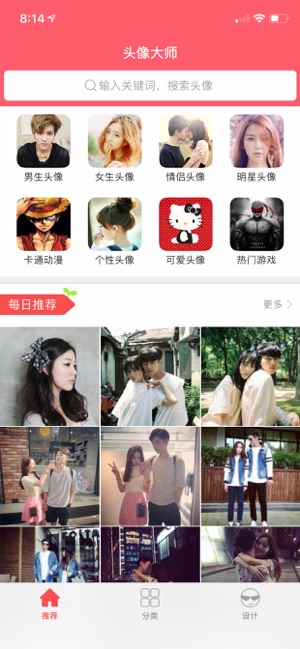 8:14
头像大师
输入关键词，搜索头像
男生头像 女生头像 情侣头像 明星头像
卡通动漫 个性头像 可爱头像 热门游戏
每日推荐 更多
推荐 分类 设计